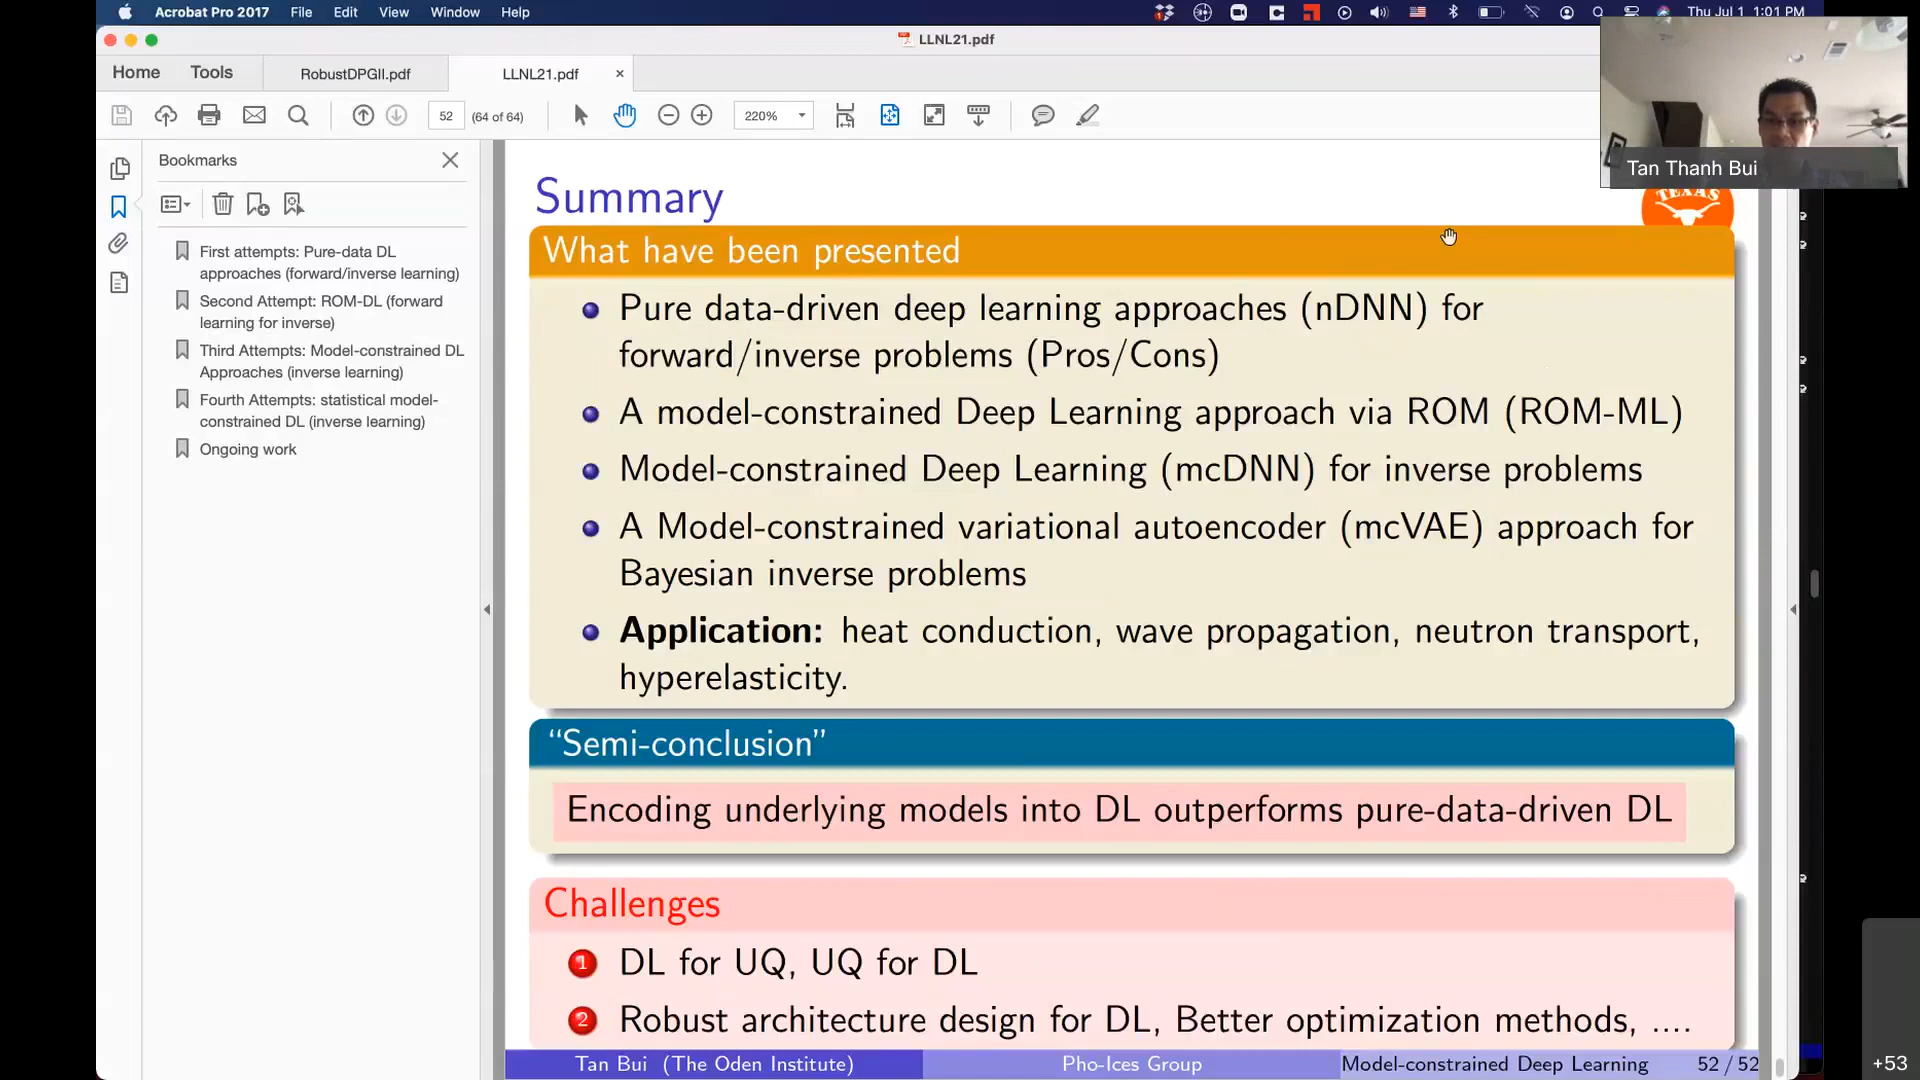 Acrobat Pro 2017 File Edit View Window Help Thu Jul 1 1:01 PM
LLNL21.pdf
Home Tools RobustDPGII.pdf LLNL21.pdf
52 (64 of 64) 220%
Tan Thanh Bui
Bookmarks
First attempts: Pure-data DL
approaches (forward/inverse learning)
Second Attempt: ROM-DL (forward
learning for inverse)
Third Attempts: Model-constrained DL
Approaches (inverse learning)
Fourth Attempts: statistical model-
constrained DL (inverse learning)
Ongoing work
Summary
TEXAS
What have been presented
Pure data-driven deep learning approaches (nDNN) for
forward/inverse problems (Pros/Cons)
A model-constrained Deep Learning approach via ROM (ROM-ML)
Model-constrained Deep Learning (mcDNN) for inverse problems
A Model-constrained variational autoencoder (mcVAE) approach for
Bayesian inverse problems
Application: heat conduction, wave propagation, neutron transport,
hyperelasticity.
“Semi-conclusion”
Encoding underlying models into DL outperforms pure-data-driven DL
Challenges
1 DL for UQ, UQ for DL
2 Robust architecture design for DL, Better optimization methods, ....
Tan Bui (The Oden Institute) Pho-Ices Group Model-constrained Deep Learning 52 / 52
+53